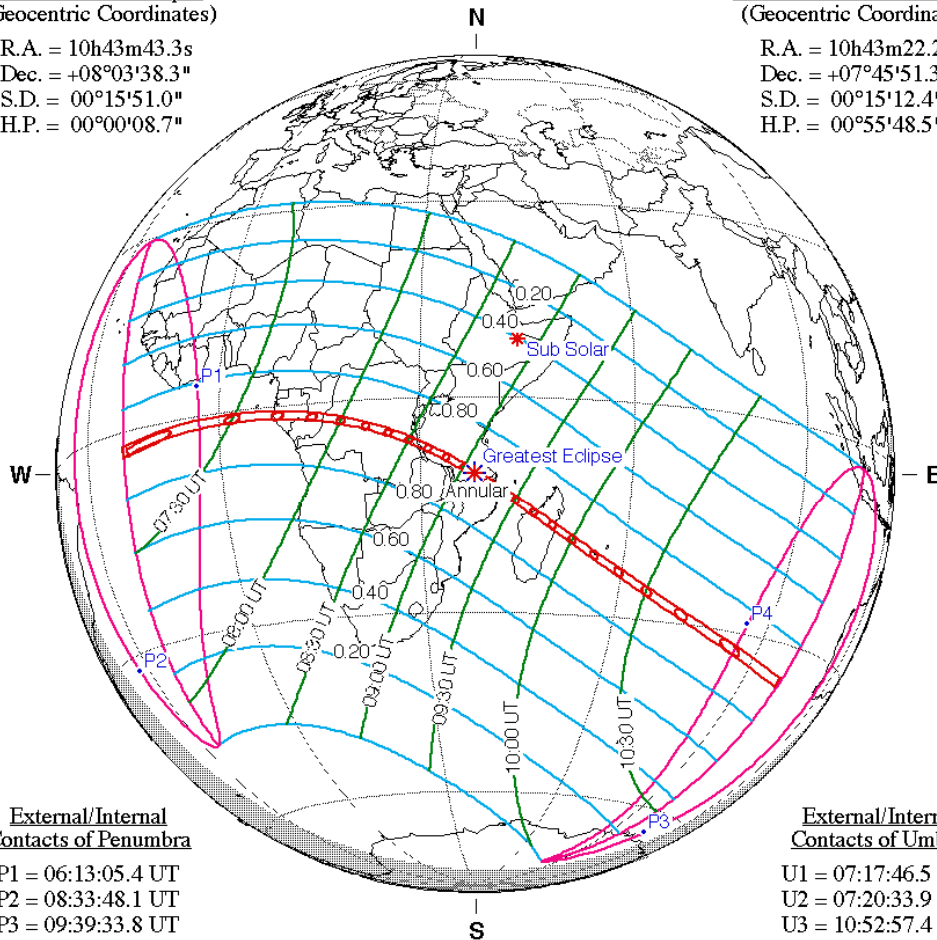 (Geocentric Coordinates)
R.A. = 10h43m43.3s
Dec. = +08°03'38.3"
S.D. = 00°15'51.0"
H.P. = 00°00'08.7"
N
(Geocentric Coordina
R.A. = 10h43m22.2
Dec. = +07°45'51.3
S.D. = 00°15'12.4'
H.P. = 00°55'48.5'
0.20
0.40
Sub Solar
0.60
P1
0.80
Greatest Eclipse
W
E
0.80
Annular
07:30 UT
0.60
0.40
0.20
08:00 UT
08:30 UT
09:00 UT
09:30 UT
10:00 UT
10:30 UT
P4
P2
P3
External/Internal
Contacts of Penumbra
P1 = 06:13:05.4 UT
P2 = 08:33:48.1 UT
P3 = 09:39:33.8 UT
External/Intern
Contacts of Uml
U1 = 07:17:46.5
U2 = 07:20:33.9
U3 = 10:52:57.4
S